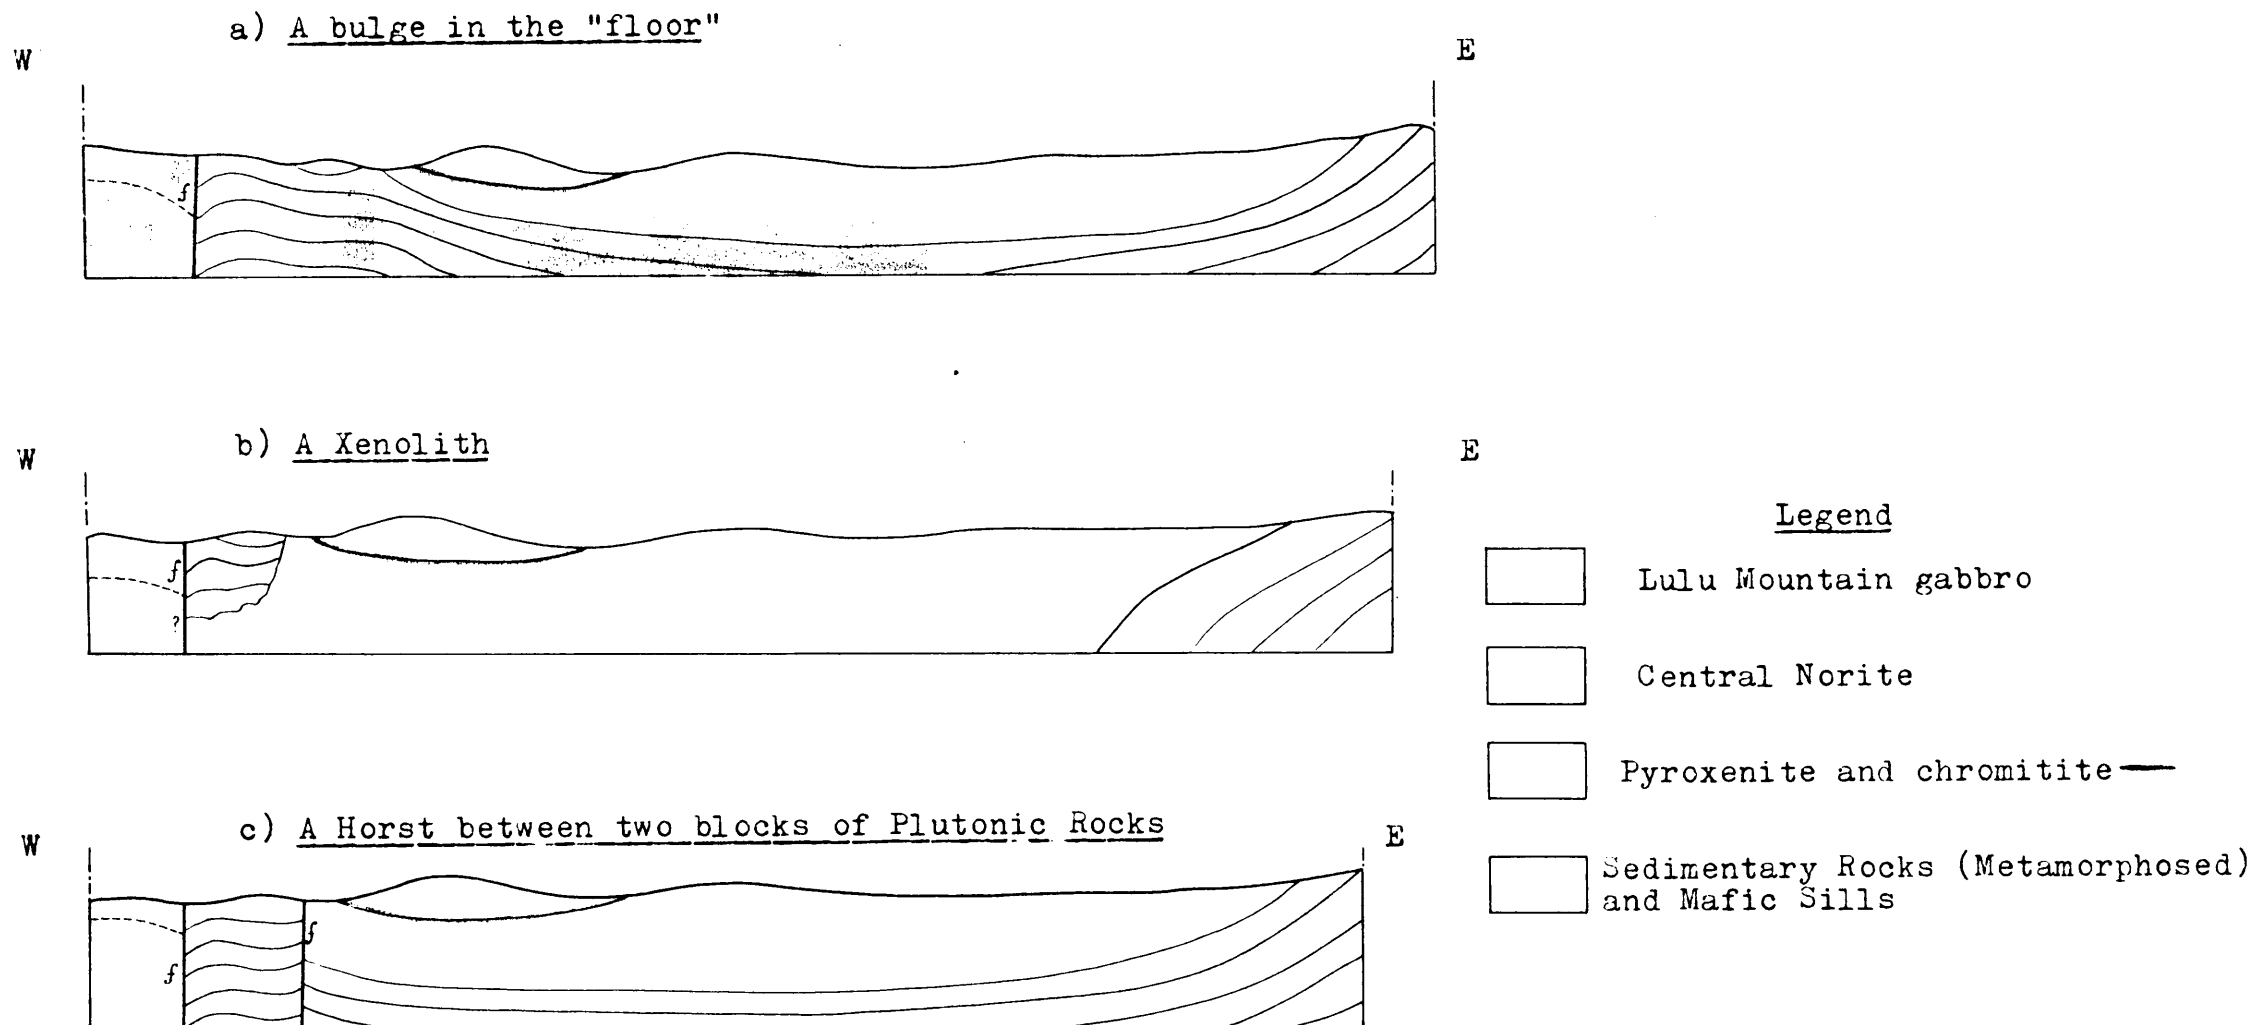 a) A bulge in the "floor"
W
E
f
b) A Xenolith
W
E
f
?
Legend
Lulu Mountain gabbro
Central Norite
Pyroxenite and chromitite
c) A Horst between two blocks of Plutonic Rocks
W
E
Sedimentary Rocks (Metamorphosed)
and Mafic Sills
f
f